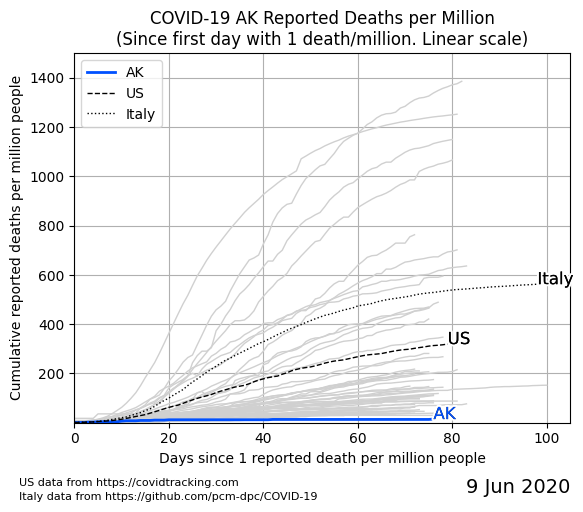 COVID-19 AK Reported Deaths per Million
(Since first day with 1 death/million. Linear scale)
Cumulative reported deaths per million people
1400
1200
1000
800
600
400
200
AK
US
Italy
Italy
US
AK
0
20
40
60
80
100
Days since 1 reported death per million people
US data from https://covidtracking.com
Italy data from https://github.com/pcm-dpc/COVID-19
9 Jun 2020